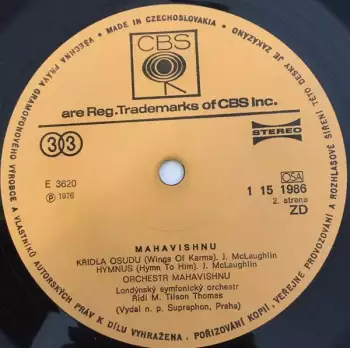 • MADE IN CZECHOSLOVAKIA •
VŠECHNA PRÁVA GRAMOFONOVÉHO VÝROBCE A VLASTNÍKŮ AUTORSKÝCH PRÁV K DÍLU VYHRAŽENA. POŘIZOVÁNÍ KOPIÍ, VEŘEJNÉ PROVOZOVÁNÍ A ROZHLASOVÉ ŠÍŘENÍ TÉTO DESKY JE ZAKÁZÁNO.
CBS
are Reg. Trademarks of CBS Inc.
33
STEREO
E 3620
℗ 1976
OSA
1 15 1986
2. strana
ZD
MAHAVISHNU
KŘÍDLA OSUDU (Wings Of Karma), J. McLaughlin
HYMNUS (Hymn To Him), J. McLaughlin
ORCHESTR MAHAVISHNU
Londýnský symfonický orchestr
Řídí M. Tilson Thomas
(Vydal n. p. Supraphon, Praha)